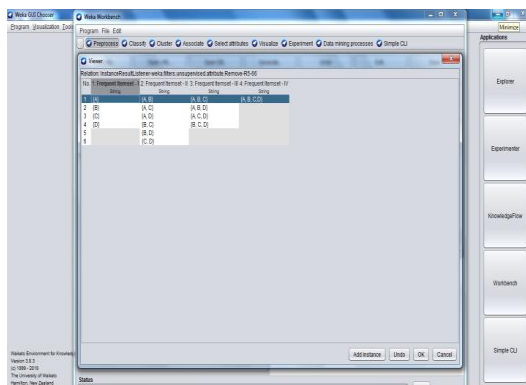 Weka GUI Chooser
Program Visualization Tools
Waikato Environment for Knowledge
Version 3.8.3
(c) 1999 - 2018
The University of Waikato
Hamilton, New Zealand
Weka Workbench
Program File Edit
Preprocess Classify Cluster Associate Select attributes Visualize Experiment Data mining processes Simple CLI
Viewer
Relation: InstanceResultListener-weka.filters.unsupervised.attribute.Remove-R5-66
No. 1: Frequent Itemset - I 2: Frequent Itemset - II 3: Frequent Itemset - III 4: Frequent Itemset - IV
String String String String
1 {A} {A, B} {A, B, C} {A, B, C,D}
2 {B} {A, C} {A, B, D}
3 {C} {A, D} {A, C, D}
4 {D} {B, C} {B, C, D}
5 {B, D}
6 {C, D}
Add instance Undo OK Cancel
Status
Minimize
Applications
Explorer
Experimenter
KnowledgeFlow
Workbench
Simple CLI